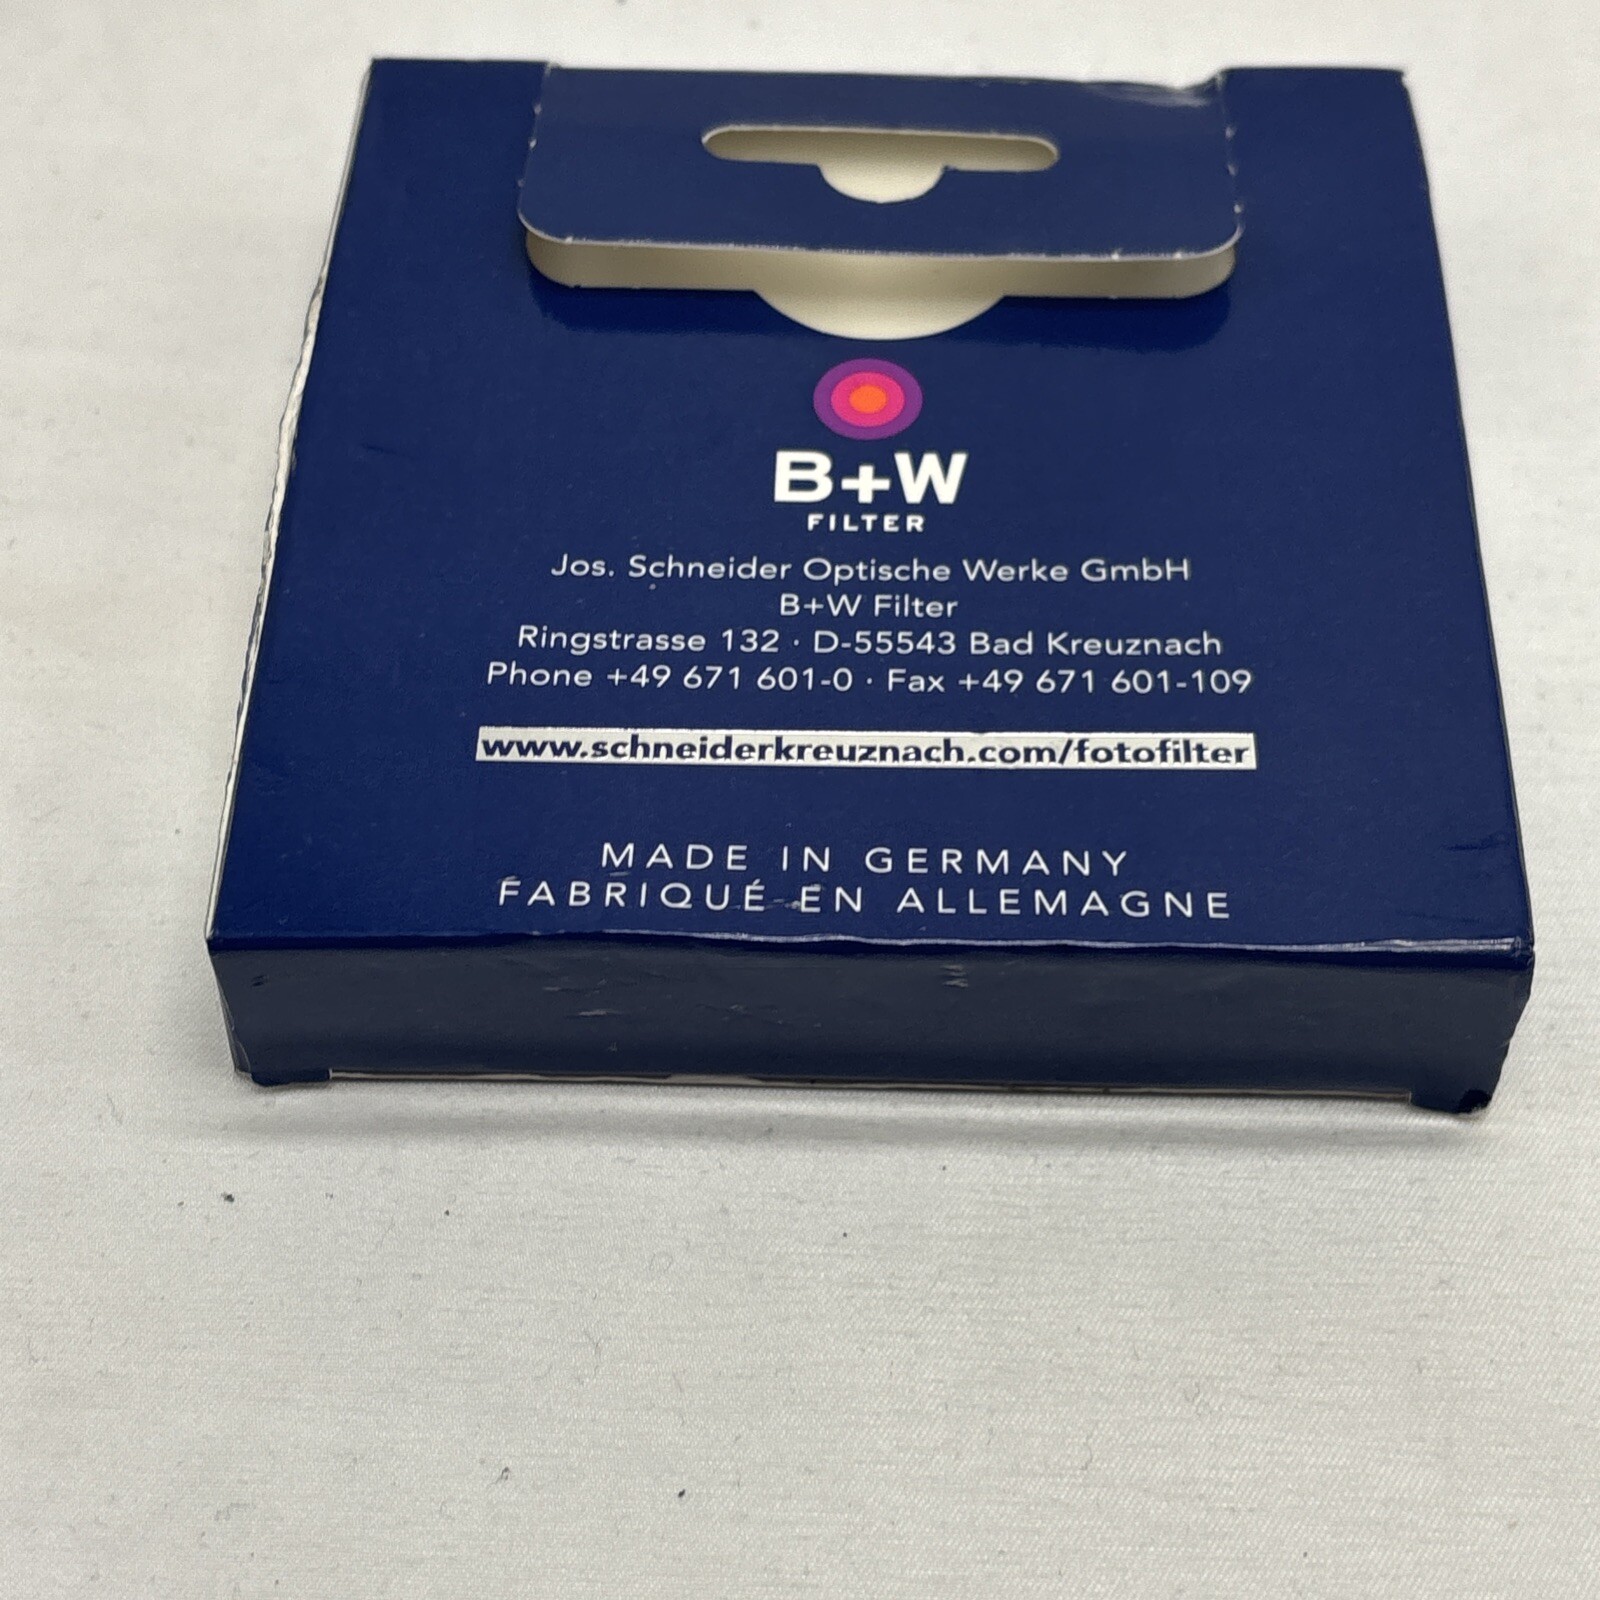 B+W
FILTER
Jos. Schneider Optische Werke GmbH
B+W Filter
Ringstrasse 132 · D-55543 Bad Kreuznach
Phone +49 671 601-0 · Fax +49 671 601-109
www.schneiderkreuznach.com/fotofilter
MADE IN GERMANY
FABRIQUÉ EN ALLEMAGNE